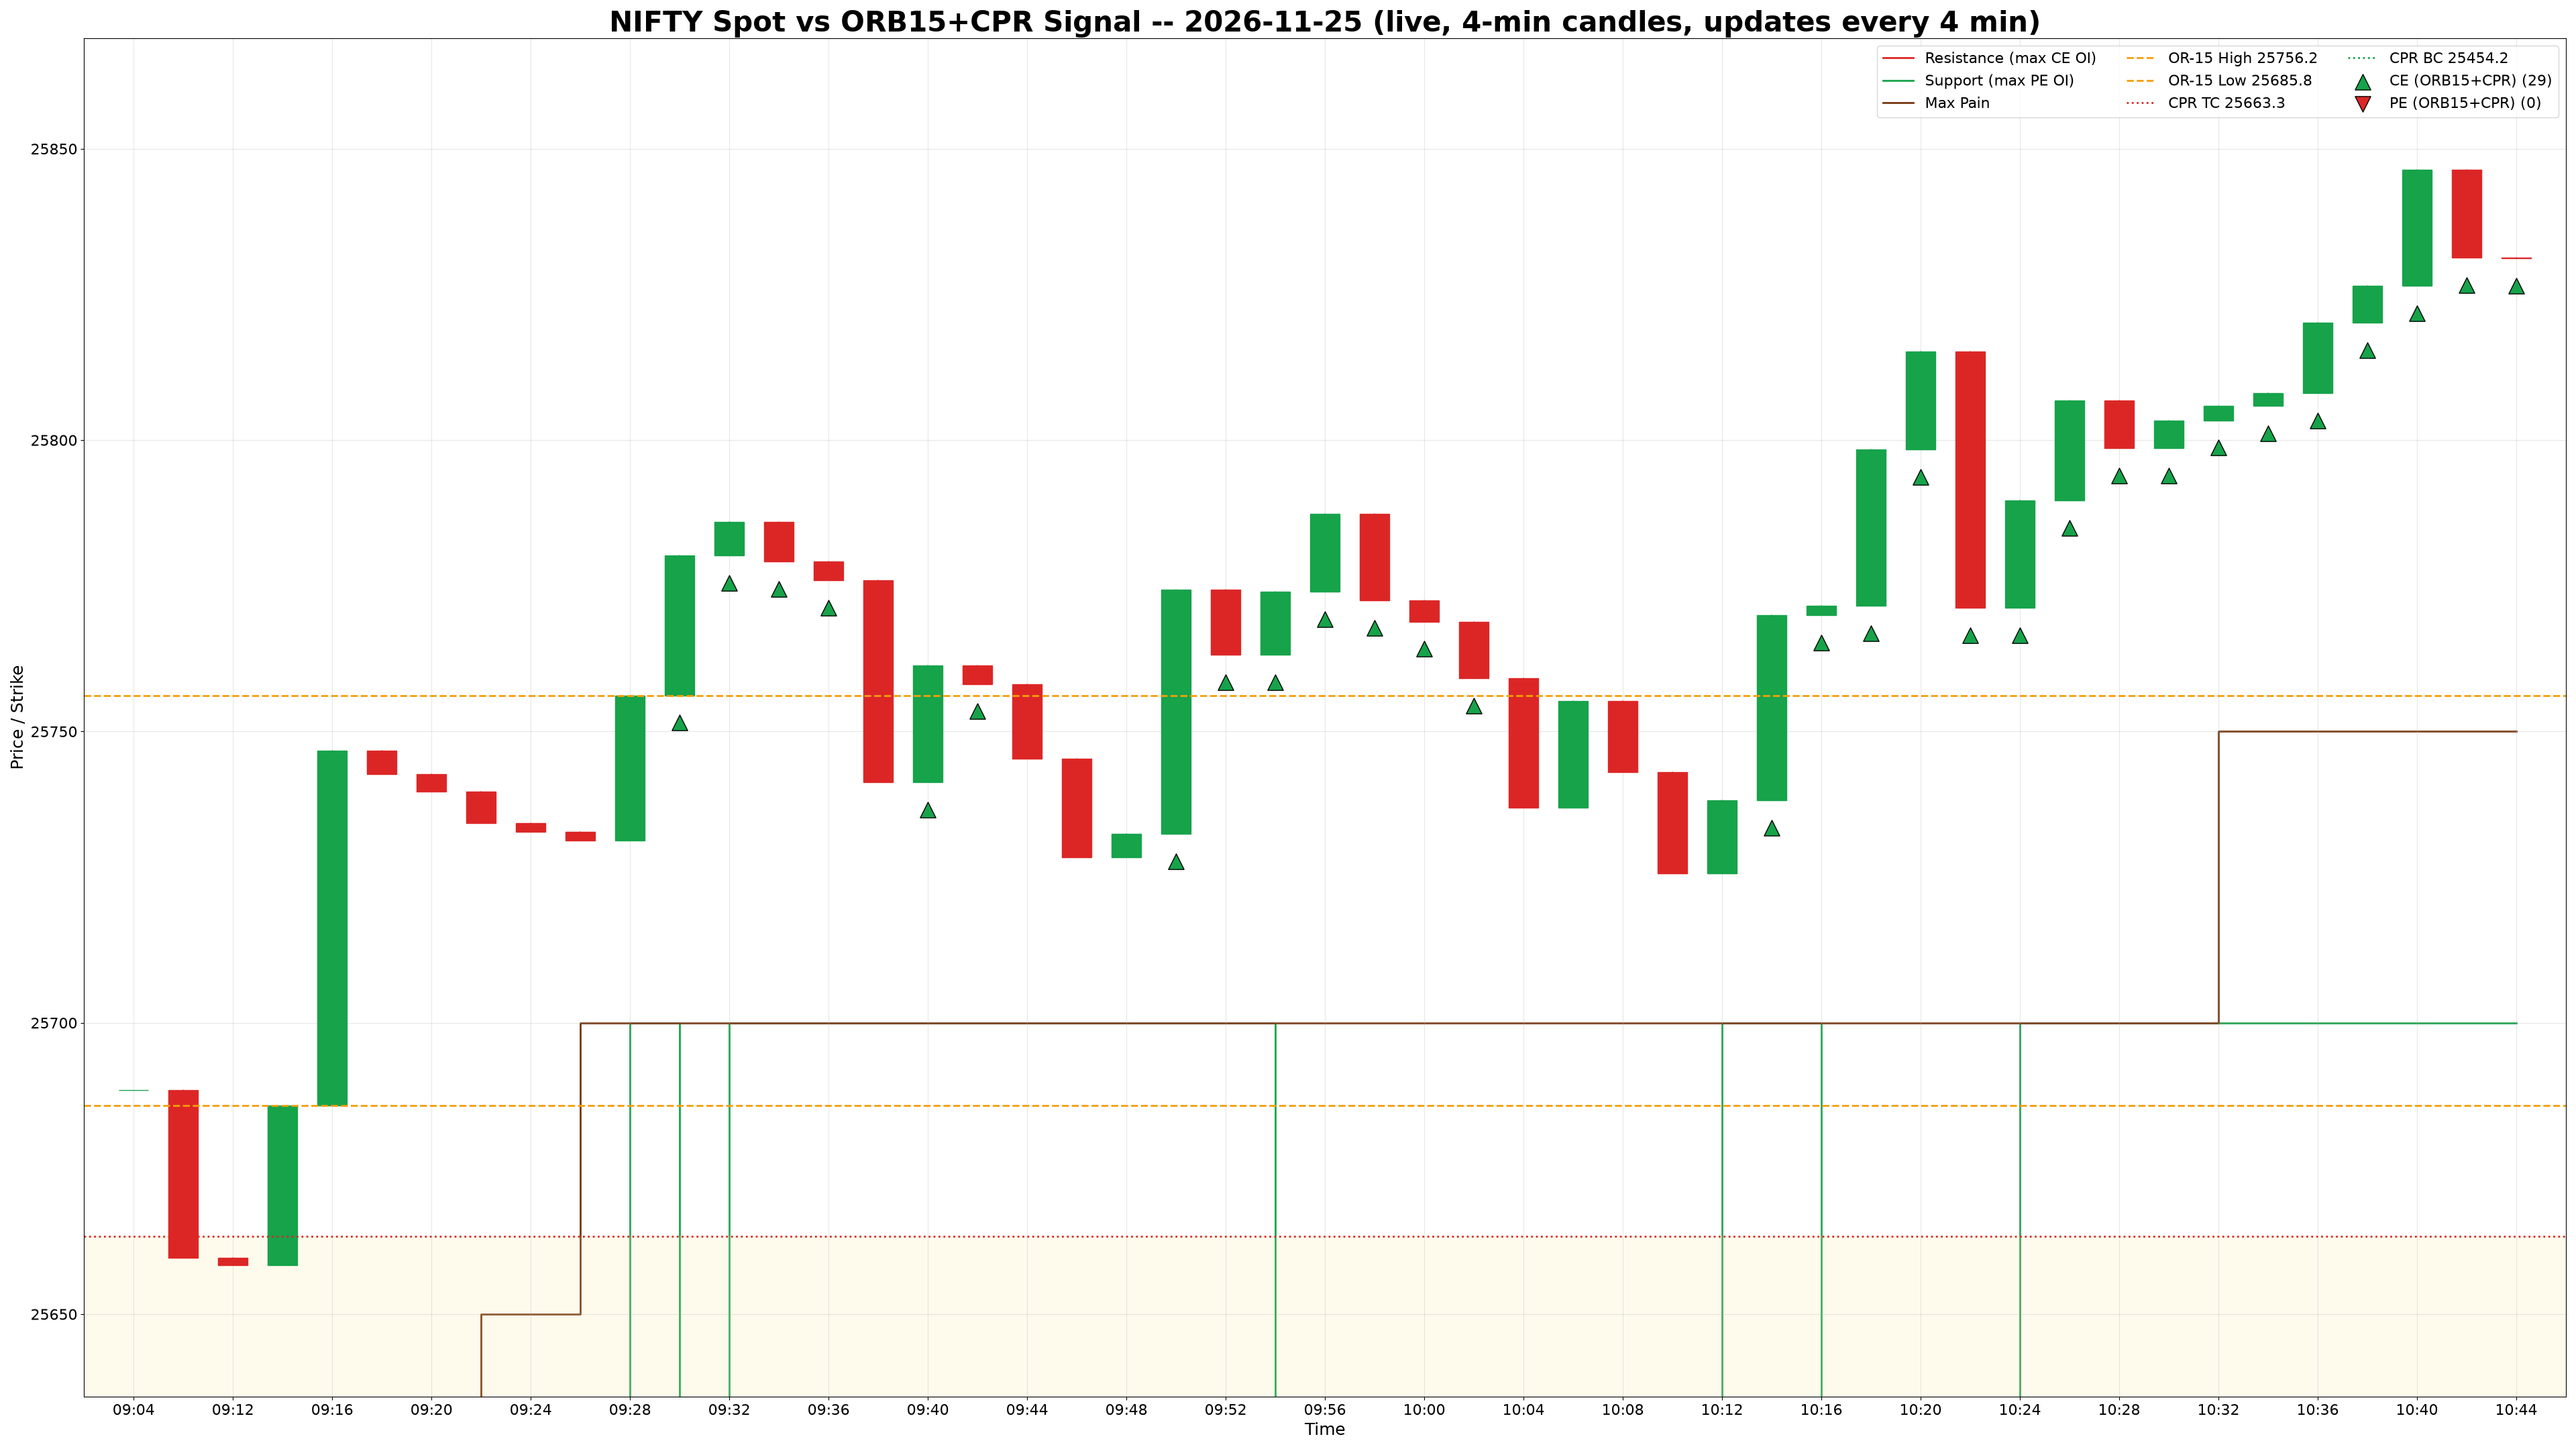 NIFTY Spot vs ORB15+CPR Signal -- 2026-11-25 (live, 4-min candles, updates every 4 min)
Resistance (max CE OI)
Support (max PE OI)
Max Pain
OR-15 High 25756.2
OR-15 Low 25685.8
CPR TC 25663.3
CPR BC 25454.2
CE (ORB15+CPR) (29)
PE (ORB15+CPR) (0)
Price / Strike
25850
25800
25750
25700
25650
09:04 09:12 09:16 09:20 09:24 09:28 09:32 09:36 09:40 09:44 09:48 09:52 09:56 10:00 10:04 10:08 10:12 10:16 10:20 10:24 10:28 10:32 10:36 10:40 10:44
Time